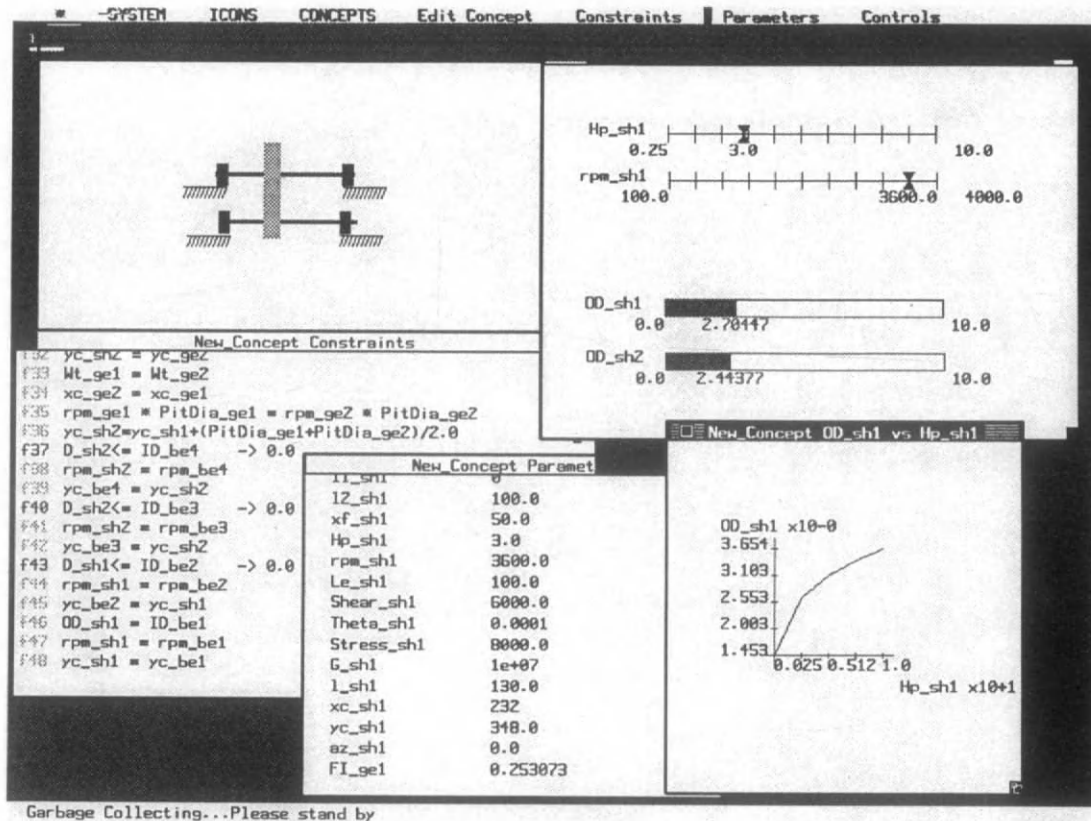 * -SYSTEM ICONS CONCEPTS Edit Concept Constraints Parameters Controls
Hp_sh1
0.25 3.0 10.0
rpm_sh1
100.0 3600.0 4000.0
OD_sh1
0.0 2.70447 10.0
OD_sh2
0.0 2.44377 10.0
New_Concept Constraints
f32 yc_sh2 = yc_ge2
f33 Wt_ge1 = Wt_ge2
f34 xc_ge2 = xc_ge1
f35 rpm_ge1 * PitDia_ge1 = rpm_ge2 * PitDia_ge2
f36 yc_sh2=yc_sh1+(PitDia_ge1+PitDia_ge2)/2.0
f37 D_sh2<= ID_be4 -> 0.0
f38 rpm_sh2 = rpm_be4
f39 yc_be4 = yc_sh2
f40 D_sh2<= ID_be3 -> 0.0
f41 rpm_sh2 = rpm_be3
f42 yc_be3 = yc_sh2
f43 D_sh1<= ID_be2 -> 0.0
f44 rpm_sh1 = rpm_be2
f45 yc_be2 = yc_sh1
f46 OD_sh1 = ID_be1
f47 rpm_sh1 = rpm_be1
f48 yc_sh1 = yc_be1
New_Concept Paramet
l1_sh1 0
l2_sh1 100.0
xf_sh1 50.0
Hp_sh1 3.0
rpm_sh1 3600.0
Le_sh1 100.0
Shear_sh1 6000.0
Theta_sh1 0.0001
Stress_sh1 8000.0
G_sh1 1e+07
l_sh1 130.0
xc_sh1 232
yc_sh1 348.0
az_sh1 0.0
FI_ge1 0.253073
New_Concept OD_sh1 vs Hp_sh1
OD_sh1 x10-0
3.654
3.103
2.553
2.003
1.453
0.025 0.512 1.0
Hp_sh1 x10+1
Garbage Collecting...Please stand by